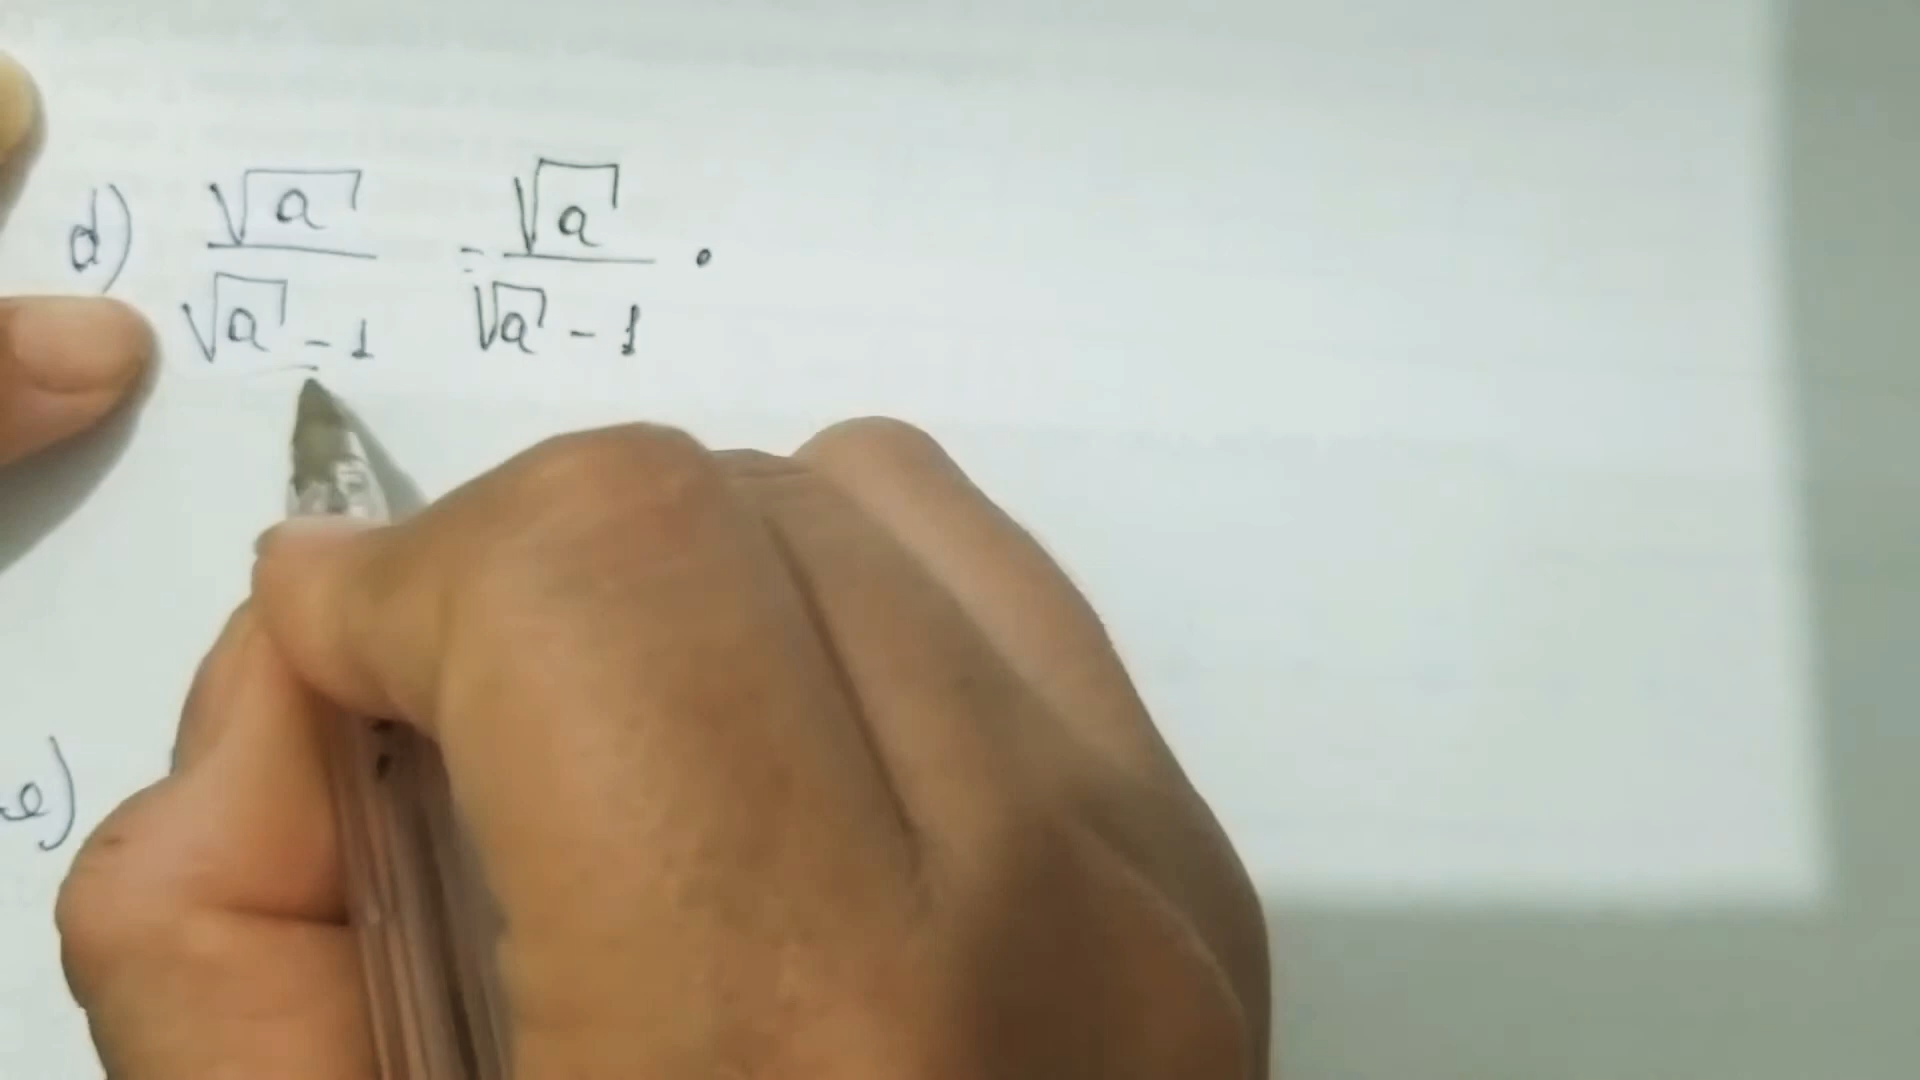 d) √a / (√a - 1) = √a / (√a - 1) ·
e)